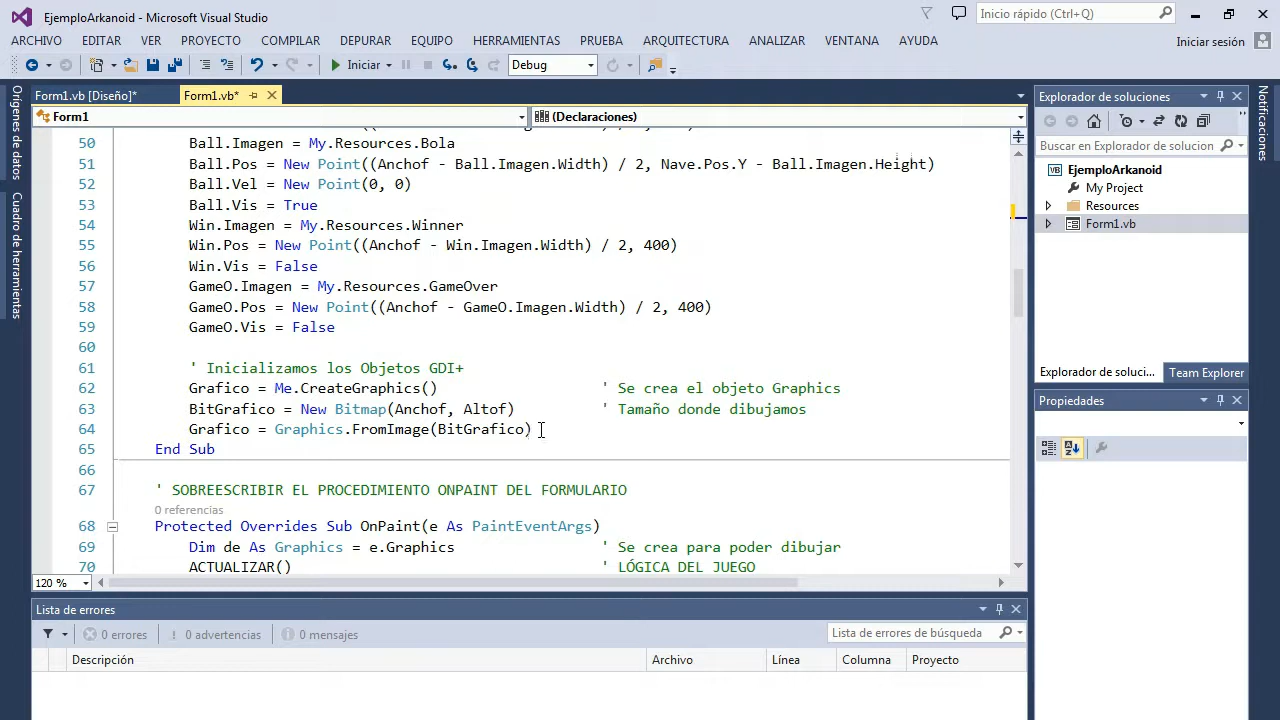 EjemploArkanoid - Microsoft Visual Studio
Inicio rápido (Ctrl+Q)
ARCHIVO EDITAR VER PROYECTO COMPILAR DEPURAR EQUIPO HERRAMIENTAS PRUEBA ARQUITECTURA ANALIZAR VENTANA AYUDA
Iniciar sesión
Iniciar Debug
Orígenes de datos
Cuadro de herramientas
Form1.vb [Diseño]* Form1.vb*
Form1 (Declaraciones)
50 Ball.Imagen = My.Resources.Bola
51 Ball.Pos = New Point((Anchof - Ball.Imagen.Width) / 2, Nave.Pos.Y - Ball.Imagen.Height)
52 Ball.Vel = New Point(0, 0)
53 Ball.Vis = True
54 Win.Imagen = My.Resources.Winner
55 Win.Pos = New Point((Anchof - Win.Imagen.Width) / 2, 400)
56 Win.Vis = False
57 GameO.Imagen = My.Resources.GameOver
58 GameO.Pos = New Point((Anchof - GameO.Imagen.Width) / 2, 400)
59 GameO.Vis = False
60
61 ' Inicializamos los Objetos GDI+
62 Grafico = Me.CreateGraphics() ' Se crea el objeto Graphics
63 BitGrafico = New Bitmap(Anchof, Altof) ' Tamaño donde dibujamos
64 Grafico = Graphics.FromImage(BitGrafico)
65 End Sub
66
67 ' SOBREESCRIBIR EL PROCEDIMIENTO ONPAINT DEL FORMULARIO
0 referencias
68 Protected Overrides Sub OnPaint(e As PaintEventArgs)
69 Dim de As Graphics = e.Graphics ' Se crea para poder dibujar
70 ACTUALIZAR() ' LÓGICA DEL JUEGO
120 %
Lista de errores
0 errores 0 advertencias 0 mensajes
Lista de errores de búsqueda
Descripción Archivo Línea Columna Proyecto
Explorador de soluciones
Buscar en Explorador de soluciones
VB EjemploArkanoid
My Project
Resources
Form1.vb
Explorador de soluci... Team Explorer
Propiedades
Notificaciones